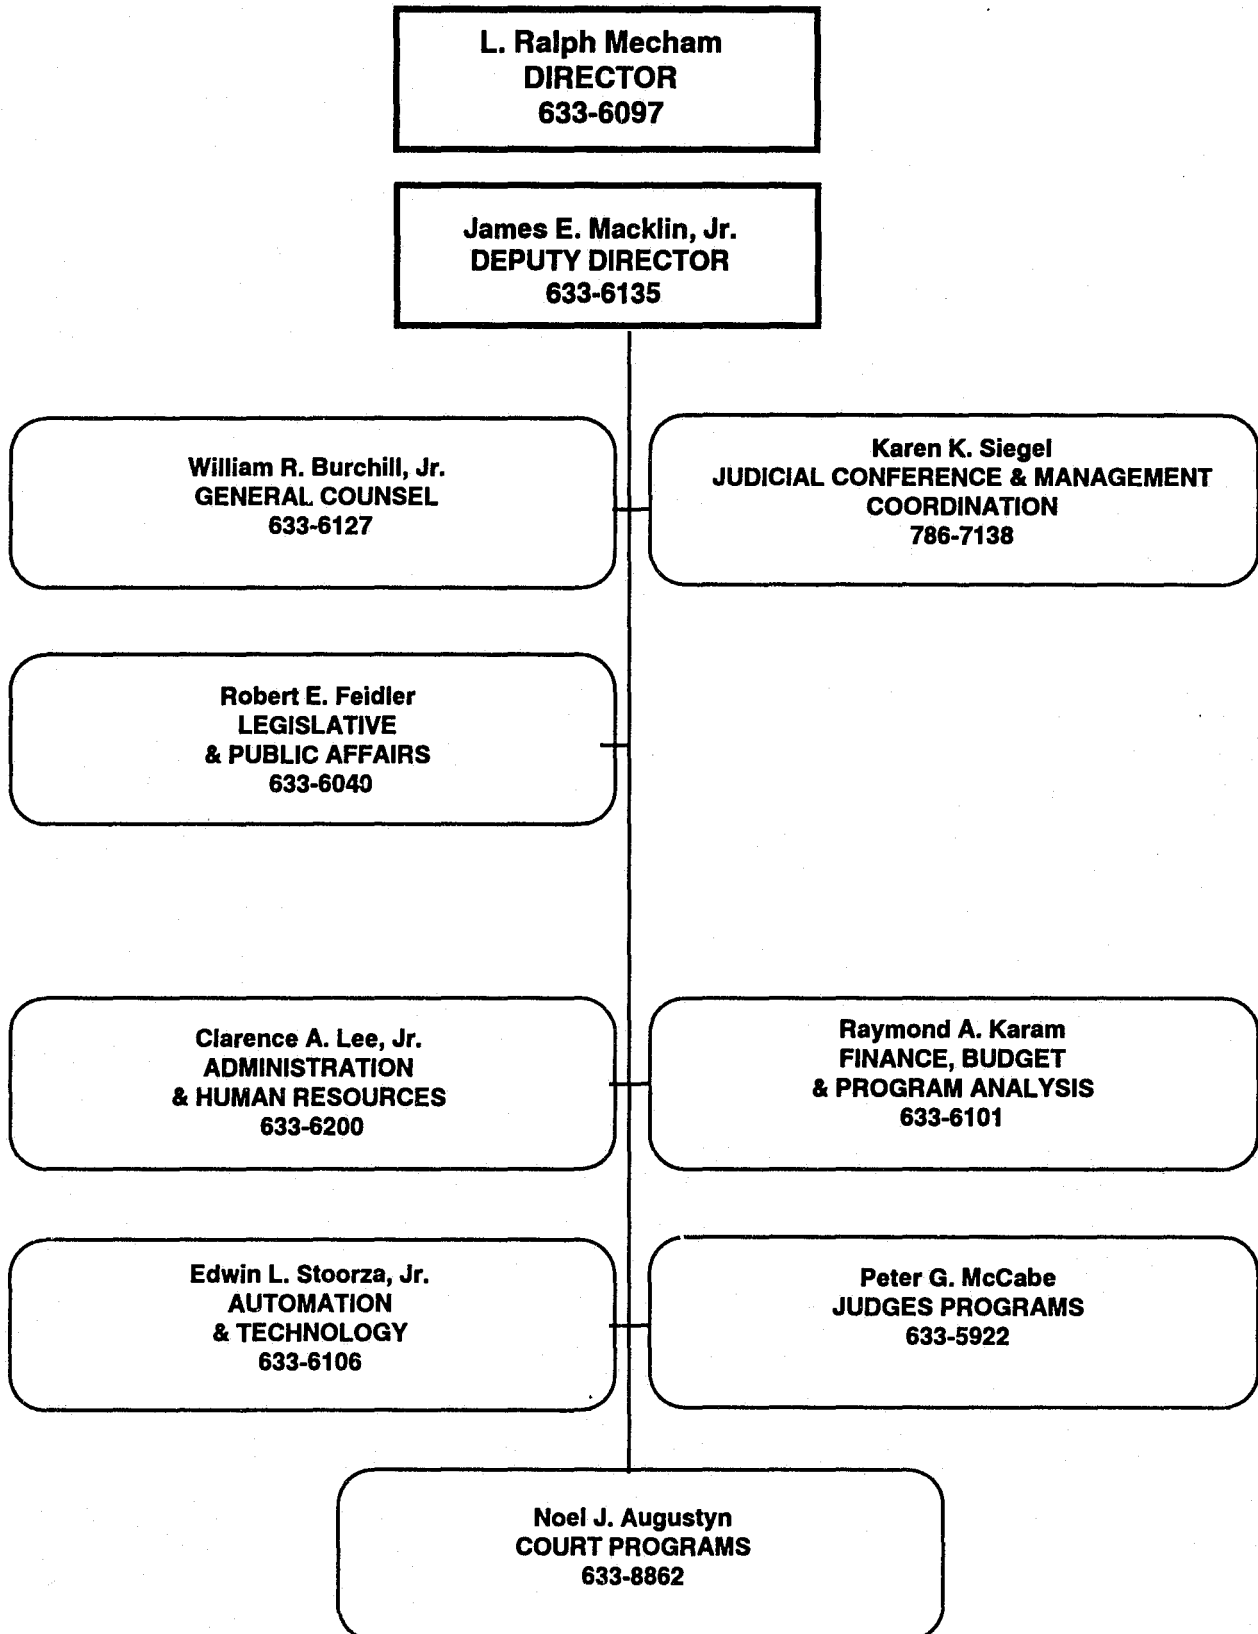 L. Ralph Mecham
DIRECTOR
633-6097
James E. Macklin, Jr.
DEPUTY DIRECTOR
633-6135
William R. Burchill, Jr.
GENERAL COUNSEL
633-6127
Karen K. Siegel
JUDICIAL CONFERENCE & MANAGEMENT
COORDINATION
786-7138
Robert E. Feidler
LEGISLATIVE
& PUBLIC AFFAIRS
633-6040
Clarence A. Lee, Jr.
ADMINISTRATION
& HUMAN RESOURCES
633-6200
Raymond A. Karam
FINANCE, BUDGET
& PROGRAM ANALYSIS
633-6101
Edwin L. Stoorza, Jr.
AUTOMATION
& TECHNOLOGY
633-6106
Peter G. McCabe
JUDGES PROGRAMS
633-5922
Noel J. Augustyn
COURT PROGRAMS
633-8862